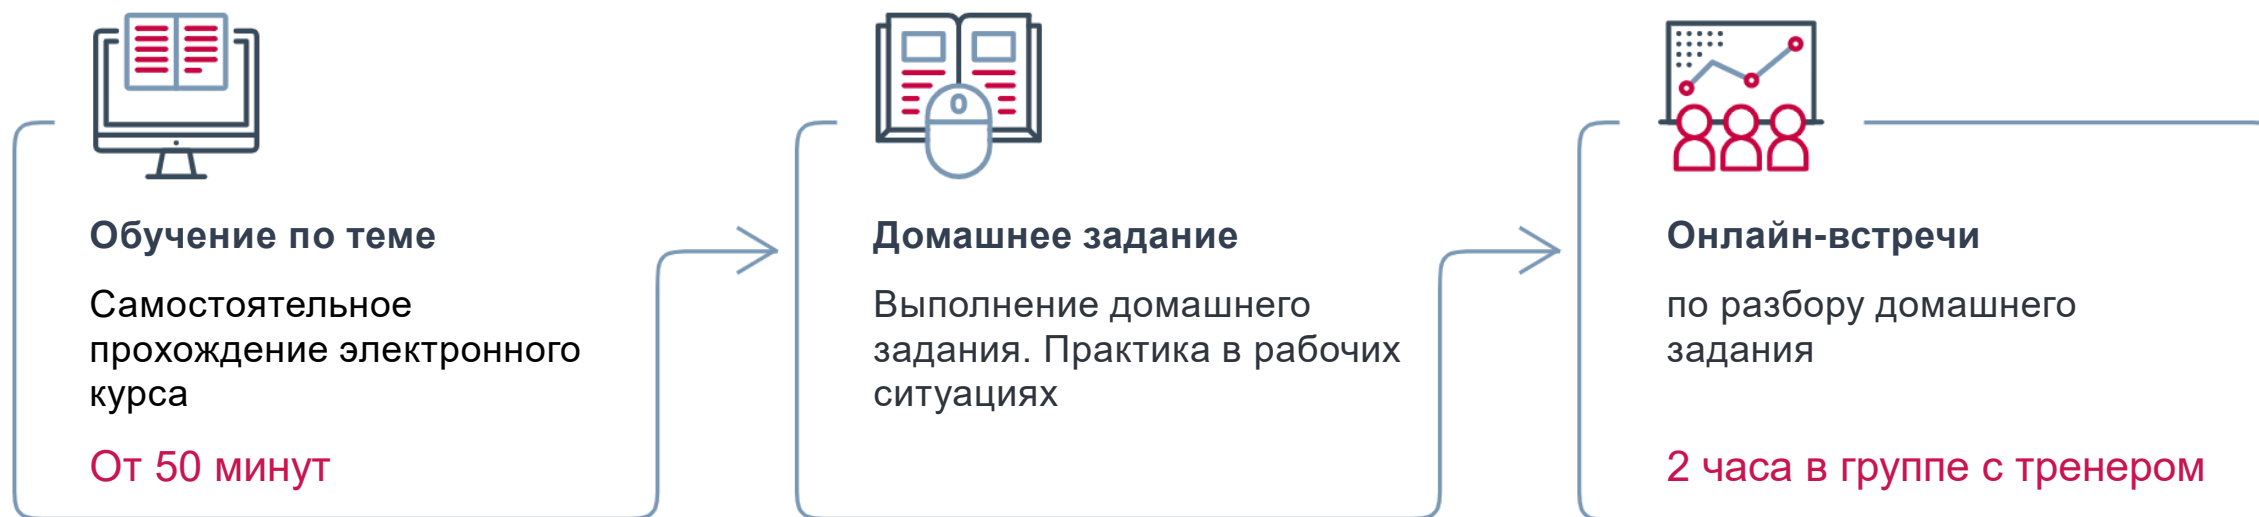 Обучение по теме
Самостоятельное
прохождение электронного
курса
От 50 минут
Домашнее задание
Выполнение домашнего
задания. Практика в рабочих
ситуациях
Онлайн-встречи
по разбору домашнего
задания
2 часа в группе с тренером